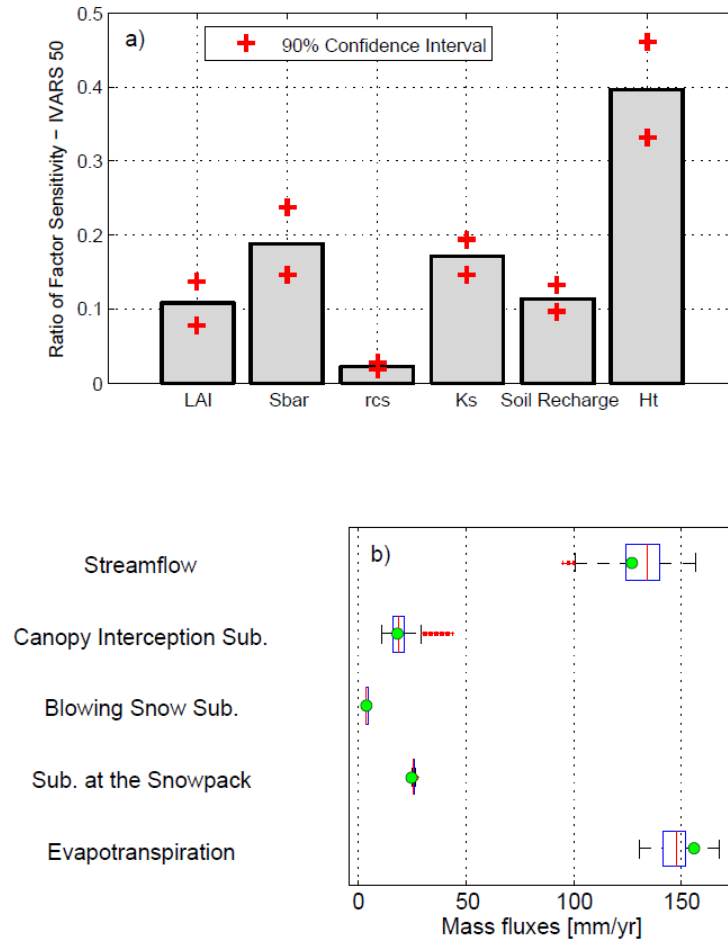 0.5
a)
90% Confidence Interval
0.4
0.3
0.2
0.1
0
Ratio of Factor Sensitivity − IVARS 50
LAI Sbar rcs Ks Soil Recharge Ht
b)
Streamflow
Canopy Interception Sub.
Blowing Snow Sub.
Sub. at the Snowpack
Evapotranspiration
0 50 100 150
Mass fluxes [mm/yr]